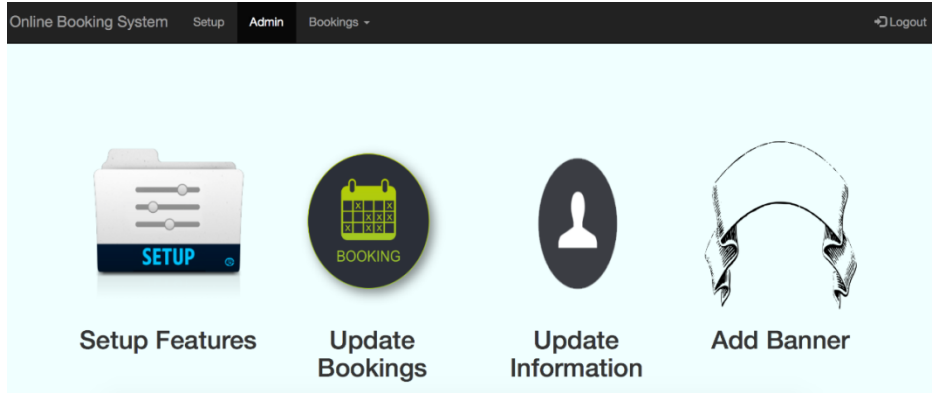 Online Booking System Setup Admin Bookings Logout
SETUP
BOOKING
Setup Features
Update
Bookings
Update
Information
Add Banner